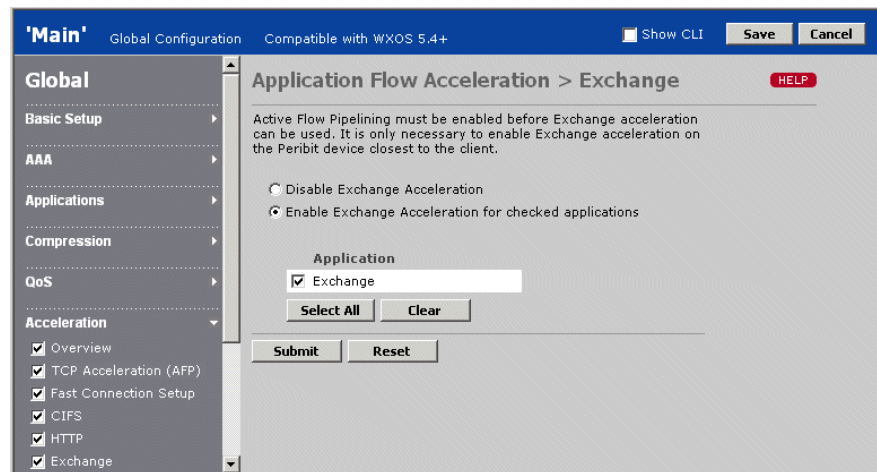 'Main' Global Configuration Compatible with WXOS 5.4+ Show CLI Save Cancel
Global
Basic Setup
AAA
Applications
Compression
QoS
Acceleration
Overview
TCP Acceleration (AFP)
Fast Connection Setup
CIFS
HTTP
Exchange
Application Flow Acceleration > Exchange HELP
Active Flow Pipelining must be enabled before Exchange acceleration
can be used. It is only necessary to enable Exchange acceleration on
the Peribit device closest to the client.
Disable Exchange Acceleration
Enable Exchange Acceleration for checked applications
Application
Exchange
Select All Clear
Submit Reset